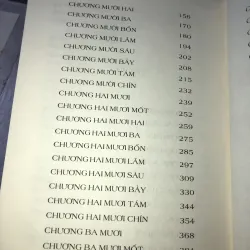 CHƯƠNG MƯỜI HAI
CHƯƠNG MƯỜI BA 170
CHƯƠNG MƯỜI BỐN 180
CHƯƠNG MƯỜI LĂM 194
CHƯƠNG MƯỜI SÁU 202
CHƯƠNG MƯỜI BẢY 208
CHƯƠNG MƯỜI TÁM 215
CHƯƠNG MƯỜI CHÍN 232
CHƯƠNG HAI MƯƠI 239
CHƯƠNG HAI MƯƠI MỐT 252
CHƯƠNG HAI MƯƠI HAI 259
CHƯƠNG HAI MƯƠI BA 275
CHƯƠNG HAI MƯƠI BỐN 285
CHƯƠNG HAI MƯƠI LĂM 297
CHƯƠNG HAI MƯƠI SÁU 309
CHƯƠNG HAI MƯƠI BẢY 330
CHƯƠNG HAI MƯƠI TÁM 344
CHƯƠNG HAI MƯƠI CHÍN 354
CHƯƠNG BA MƯƠI 368
CHƯƠNG BA MƯƠI MỐT